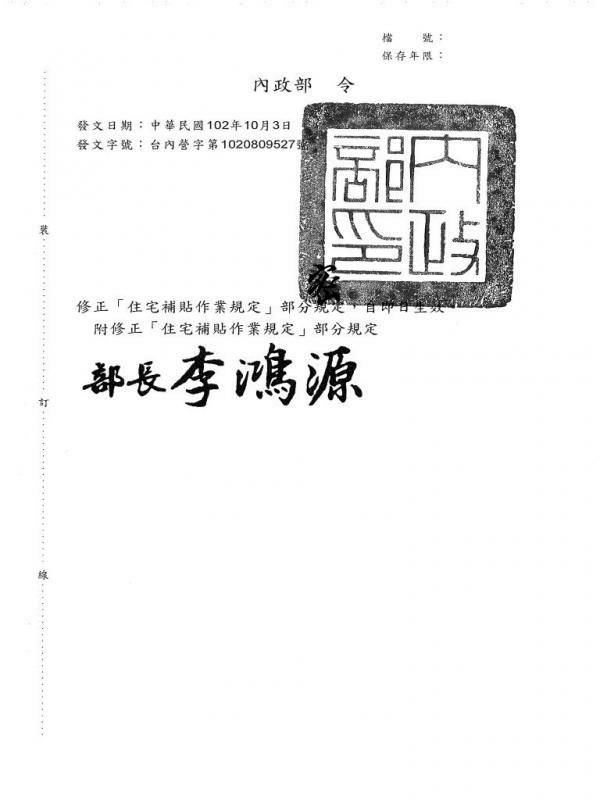 檔　　號：
保存年限：
內政部　令
發文日期：中華民國102年10月3日
發文字號：台內營字第1020809527號
內政部印
修正「住宅補貼作業規定」部分規定，自即日生效。
附修正「住宅補貼作業規定」部分規定
部長李鴻源
裝
訂
線